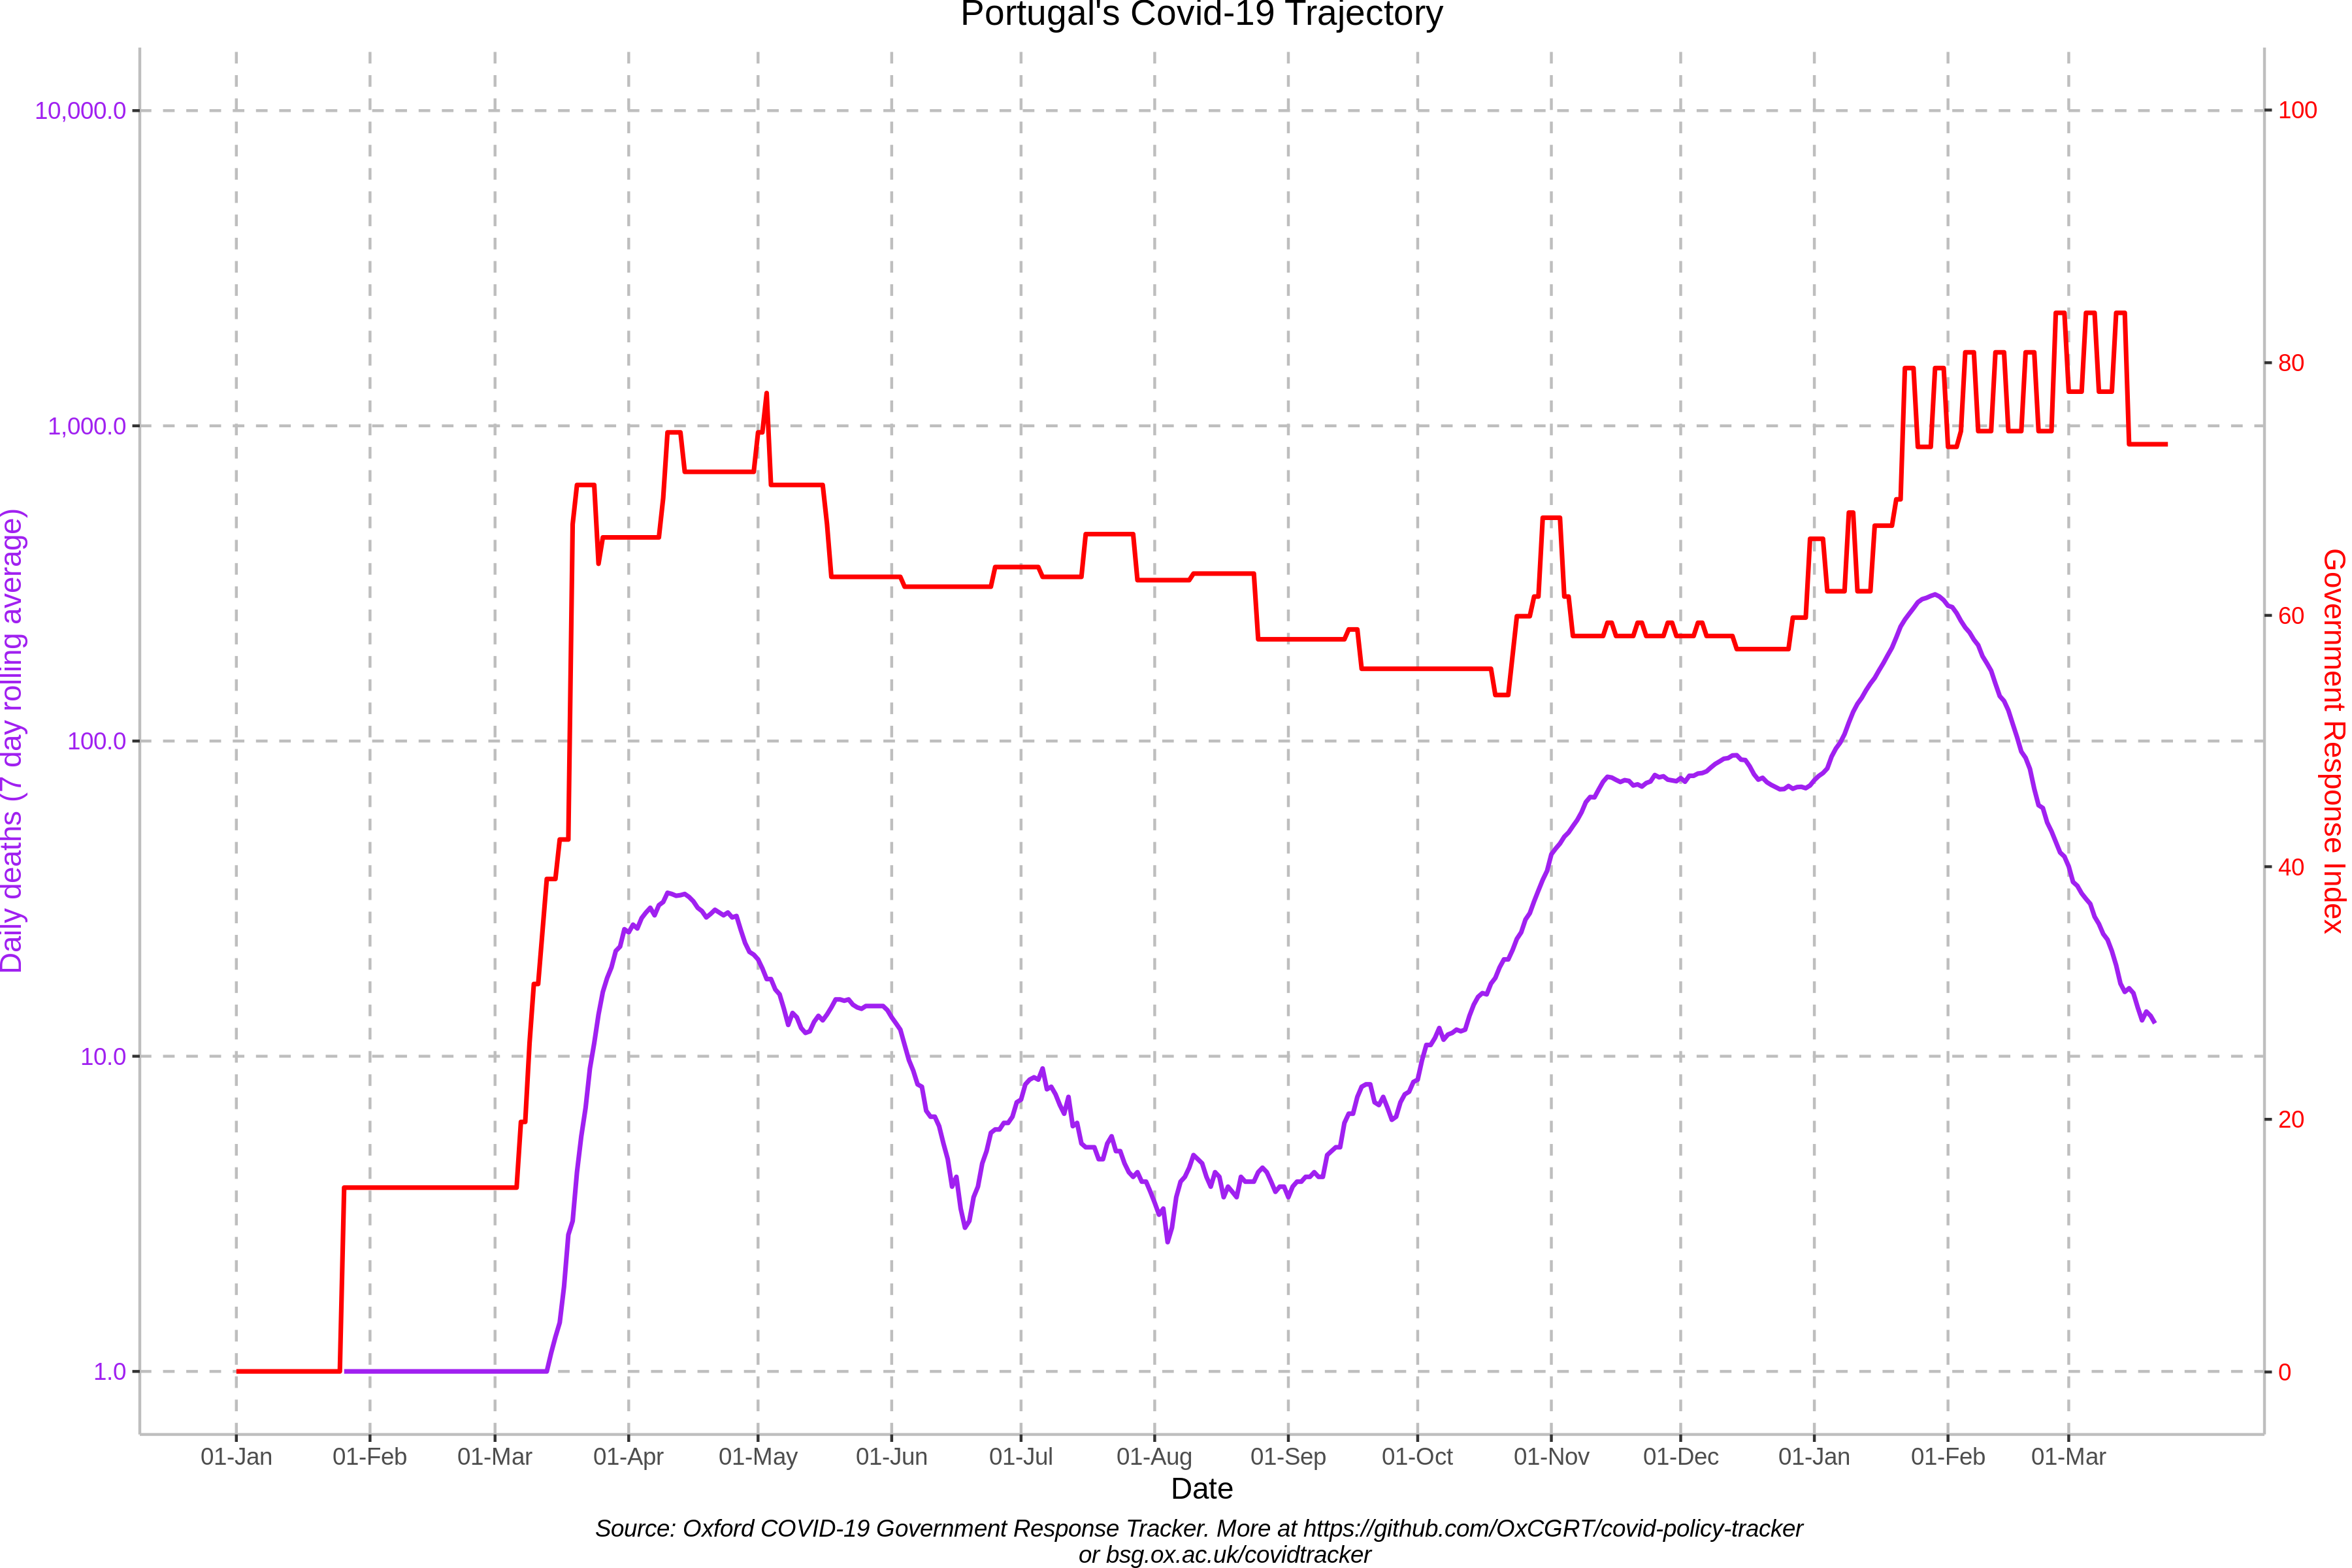 Portugal's Covid-19 Trajectory
10,000.0
1,000.0
100.0
10.0
1.0
Daily deaths (7 day rolling average)
100
80
60
40
20
0
Government Response Index
01-Jan 01-Feb 01-Mar 01-Apr 01-May 01-Jun 01-Jul 01-Aug 01-Sep 01-Oct 01-Nov 01-Dec 01-Jan 01-Feb 01-Mar
Date
Source: Oxford COVID-19 Government Response Tracker. More at https://github.com/OxCGRT/covid-policy-tracker
or bsg.ox.ac.uk/covidtracker